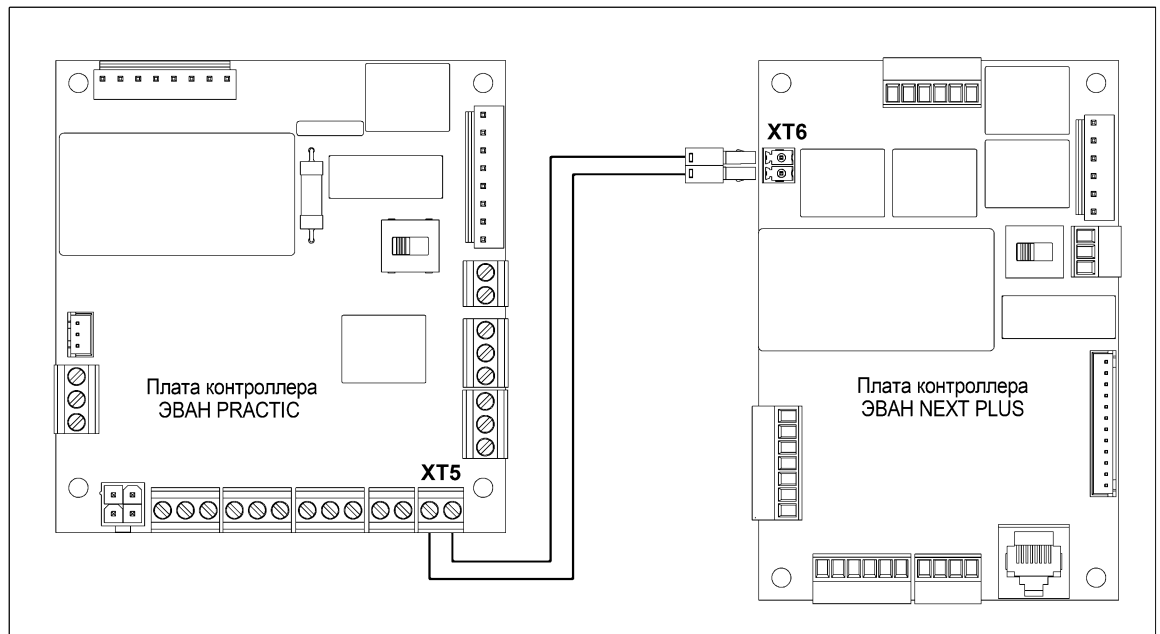 XT6
Плата контроллера
ЭВАН PRACTIC
Плата контроллера
ЭВАН NEXT PLUS
XT5